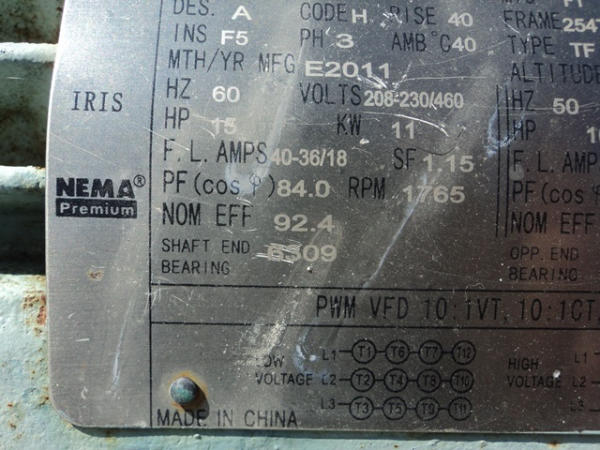 DES. A CODE H RISE 40
INS F5 PH 3 AMB °C 40 FRAME 254T
MTH/YR MFG E2011 TYPE TF
HZ 60 VOLTS 208-230/460 ALTITUDE
IRIS HP 15 KW 11 HZ 50
F.L. AMPS 40-36/18 SF 1.15 HP
NEMA® Premium PF(cos φ) 84.0 RPM 1765 F.L. AMP
NOM EFF 92.4 PF(cos
SHAFT END BEARING 6309 NOM EFF
OPP. END BEARING
PWM VFD 10:1VT, 10:1CT,
LOW VOLTAGE L1 T1 T6 T7 T12 HIGH VOLTAGE L1
L2 T2 T4 T8 T10 L2
L3 T3 T5 T9 T11 L3
MADE IN CHINA